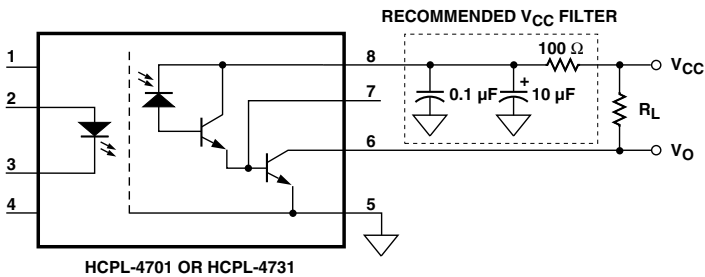 RECOMMENDED VCC FILTER
1
8
100 Ω
VCC
7
2
0.1 µF
+
10 µF
RL
6
VO
3
4
5
HCPL-4701 OR HCPL-4731